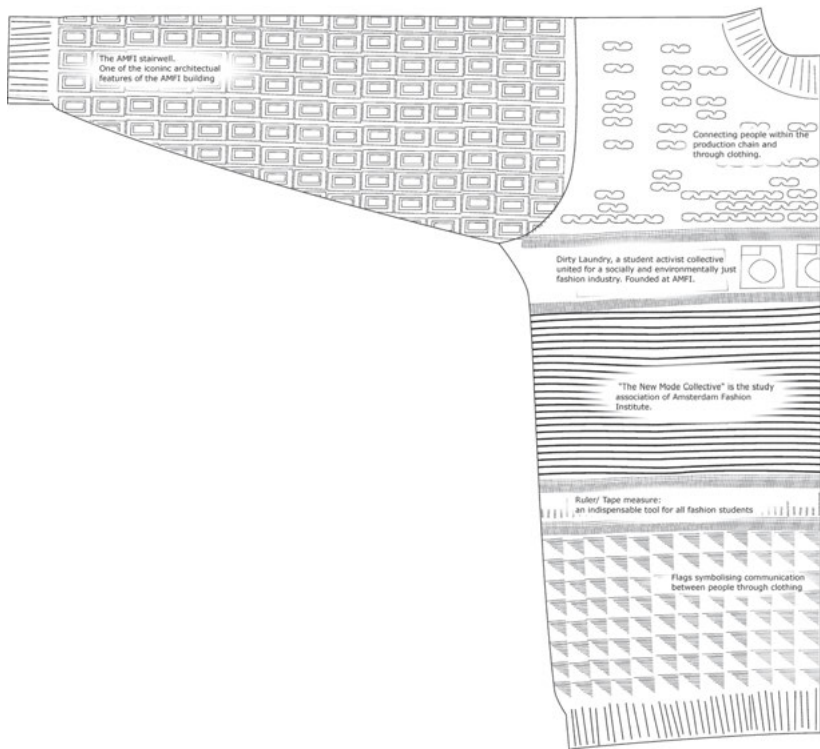 The AMFI stairwell.
One of the iconinc architectual
features of the AMFI building
Connecting people within the
production chain and
through clothing.
Dirty Laundry, a student activist collective
united for a socially and environmentally just
fashion industry. Founded at AMFI.
"The New Mode Collective" is the study
association of Amsterdam Fashion
Institute.
Ruler/ Tape measure:
an indispensable tool for all fashion students
Flags symbolising communication
between people through clothing